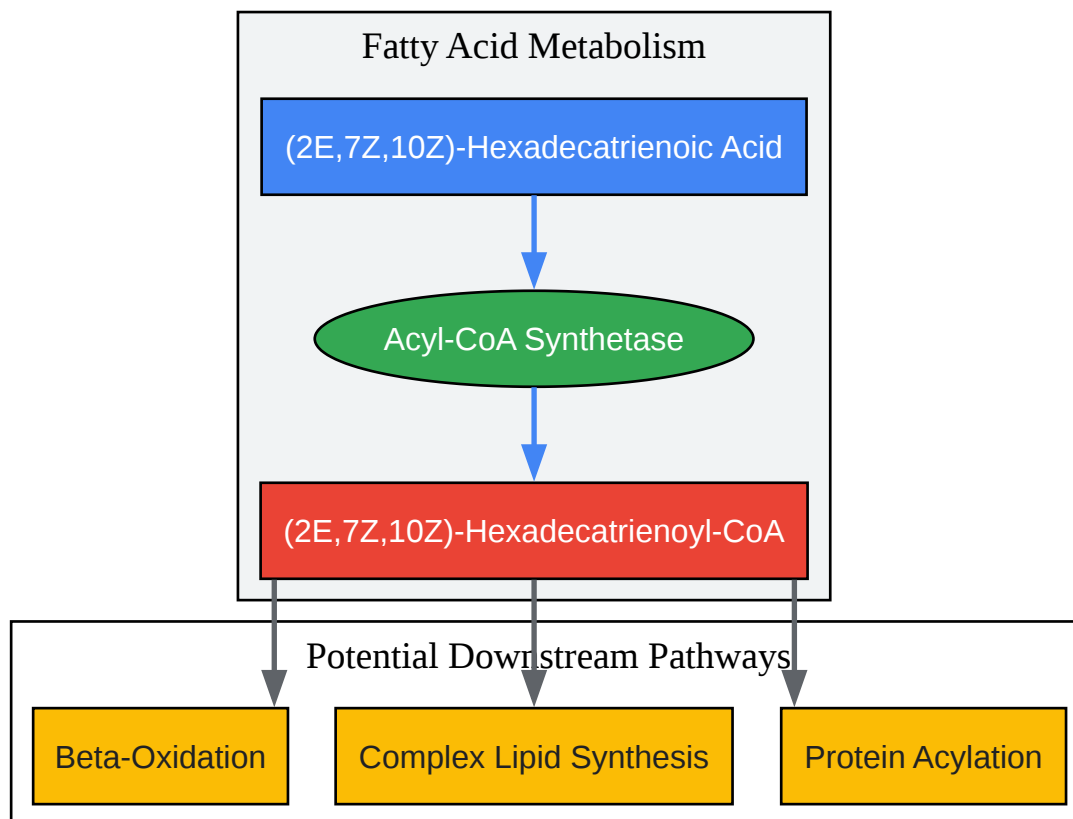 Fatty Acid Metabolism
(2E,7Z,10Z)-Hexadecatrienoic Acid
Acyl-CoA Synthetase
(2E,7Z,10Z)-Hexadecatrienoyl-CoA
Potential Downstream Pathways
Beta-Oxidation
Complex Lipid Synthesis
Protein Acylation